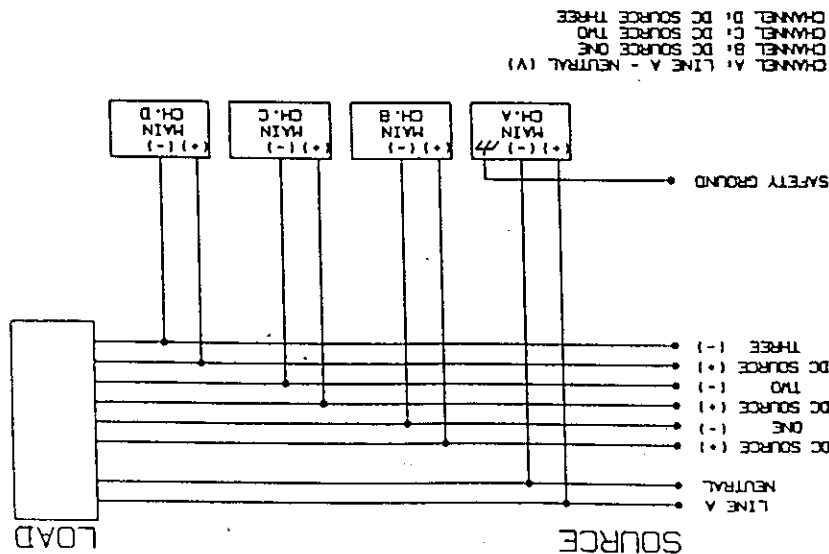 SOURCE
LOAD
LINE A
NEUTRAL
DC SOURCE (+)
ONE (-)
DC SOURCE (+)
TWO (-)
DC SOURCE (+)
THREE (-)
SAFETY GROUND
(+) (-)
MAIN
CH.A
(+) (-)
MAIN
CH.B
(+) (-)
MAIN
CH.C
(+) (-)
MAIN
CH.D
CHANNEL A: LINE A - NEUTRAL (V)
CHANNEL B: DC SOURCE ONE
CHANNEL C: DC SOURCE TWO
CHANNEL D: DC SOURCE THREE